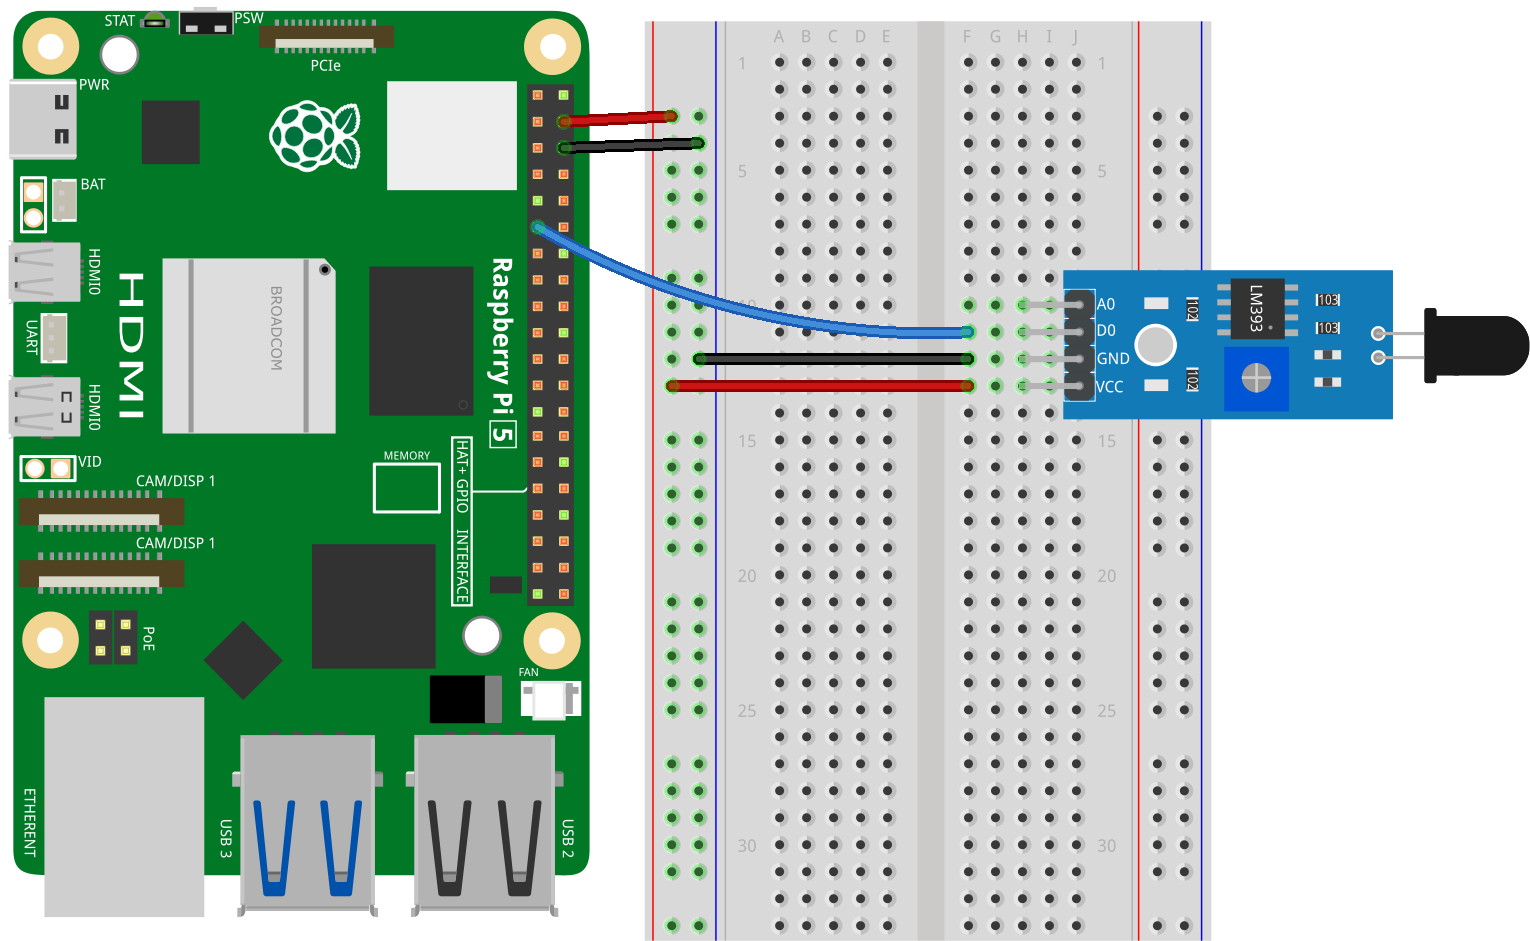 STAT
PSW
PCIe
PWR
BAT
HDMI0
UART
HDMI
HDMI0
VID
BROADCOM
Raspberry Pi 5
MEMORY
HAT+ GPIO INTERFACE
CAM/DISP 1
CAM/DISP 1
PoE
FAN
ETHERENT
USB 3
USB 2
A B C D E F G H I J
1 1
5 5
10
15 15
20 20
25 25
30 30
A0
D0
GND
VCC
102
102
LM393
103
103